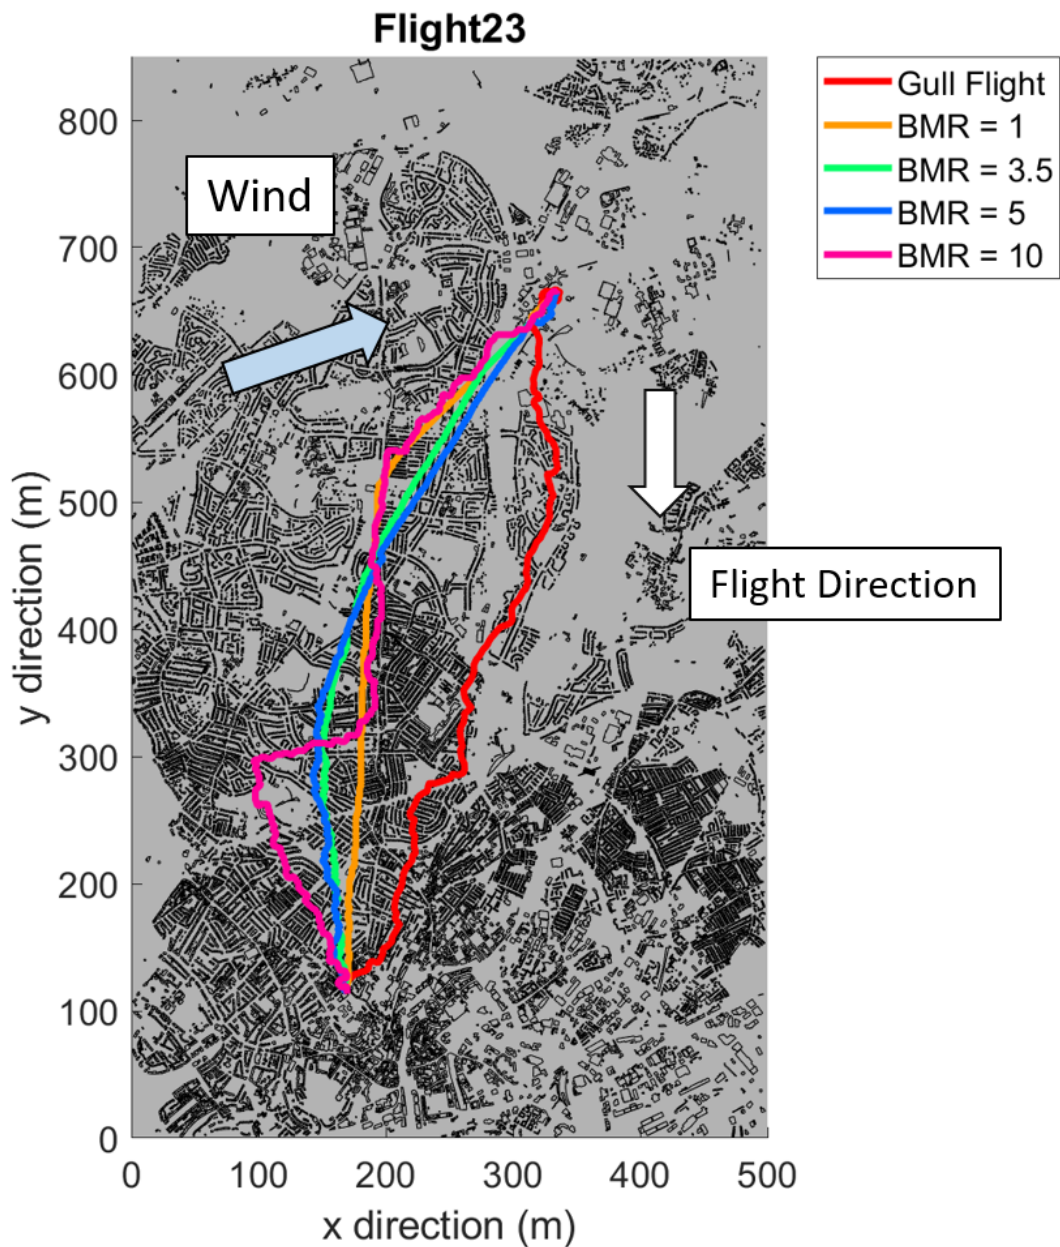 Flight23
Gull Flight
BMR = 1
BMR = 3.5
BMR = 5
BMR = 10
Wind
Flight Direction
y direction (m)
800
700
600
500
400
300
200
100
0
0 100 200 300 400 500
x direction (m)